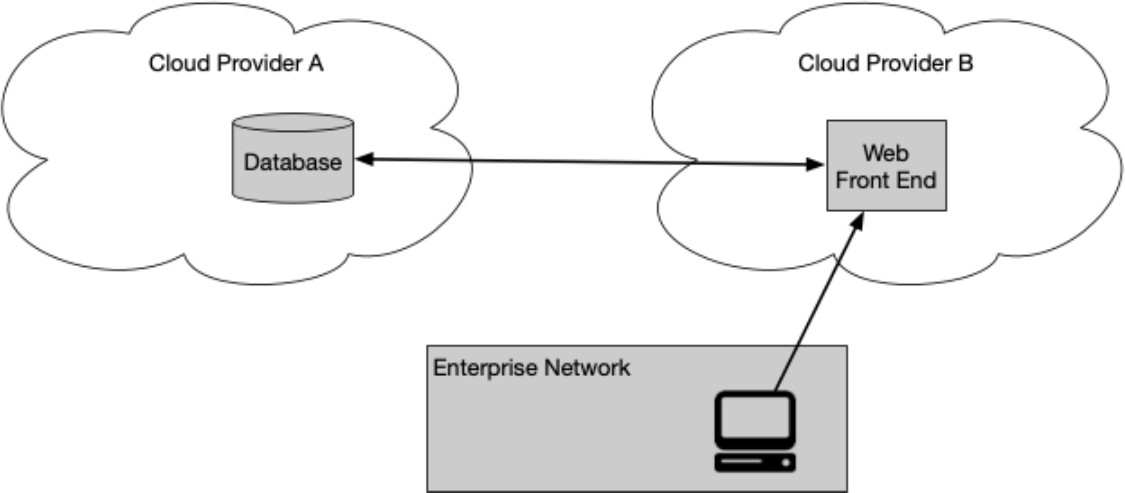 Cloud Provider A
Cloud Provider B
Database
Web
Front End
Enterprise Network